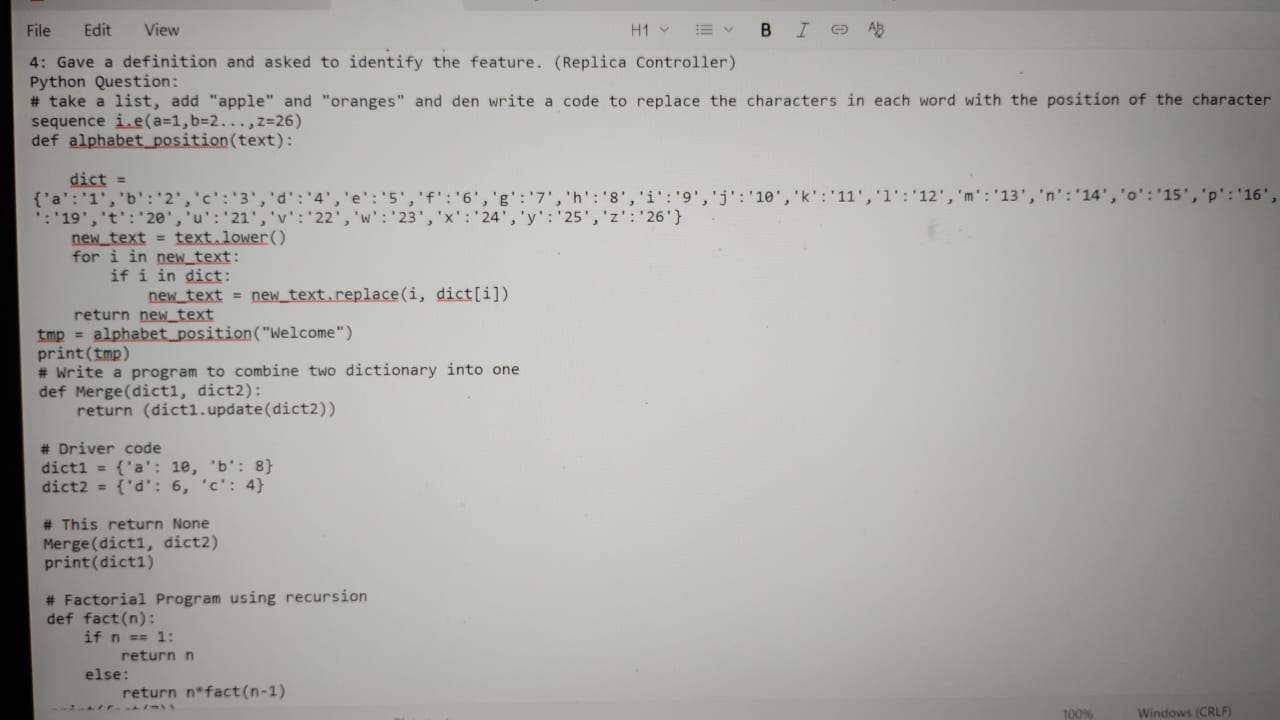 File Edit View H1 B I
4: Gave a definition and asked to identify the feature. (Replica Controller)
Python Question:
# take a list, add "apple" and "oranges" and den write a code to replace the characters in each word with the position of the character
sequence i.e(a=1,b=2...,z=26)
def alphabet_position(text):
dict =
{'a':'1','b':'2','c':'3','d':'4','e':'5','f':'6','g':'7','h':'8','i':'9','j':'10','k':'11','l':'12','m':'13','n':'14','o':'15','p':'16',
':'19','t':'20','u':'21','v':'22','w':'23','x':'24','y':'25','z':'26'}
new_text = text.lower()
for i in new_text:
if i in dict:
new_text = new_text.replace(i, dict[i])
return new_text
tmp = alphabet_position("Welcome")
print(tmp)
# Write a program to combine two dictionary into one
def Merge(dict1, dict2):
return (dict1.update(dict2))
# Driver code
dict1 = {'a': 10, 'b': 8}
dict2 = {'d': 6, 'c': 4}
# This return None
Merge(dict1, dict2)
print(dict1)
# Factorial Program using recursion
def fact(n):
if n == 1:
return n
else:
return n*fact(n-1)
100% Windows (CRLF)